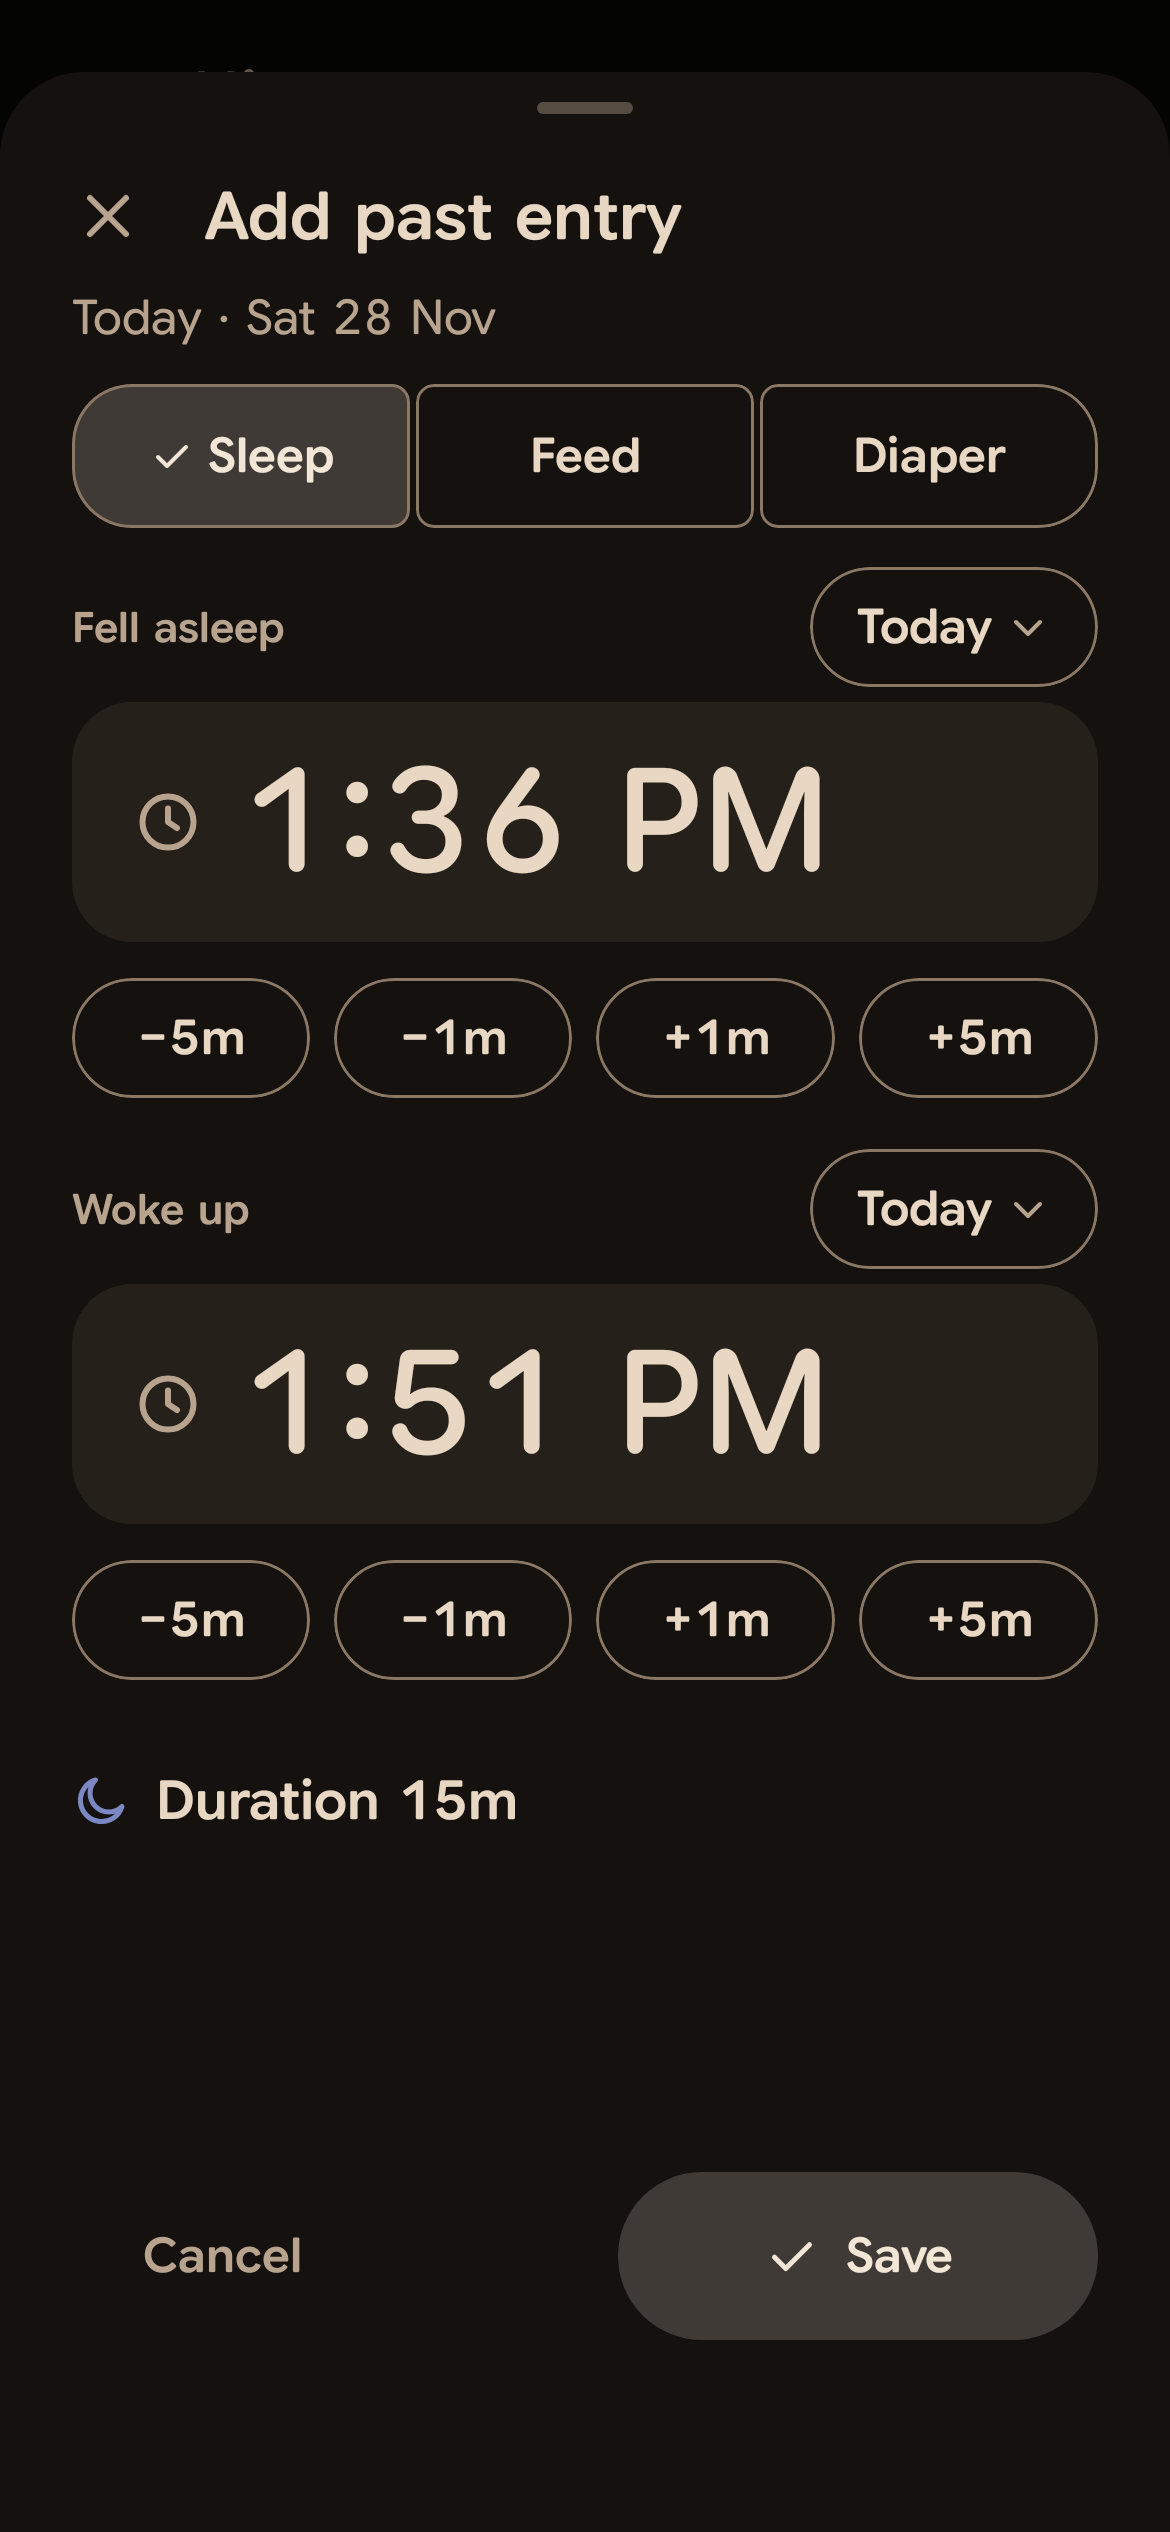 Add past entry
Today · Sat 28 Nov
Sleep Feed Diaper
Fell asleep Today
1:36 PM
−5m −1m +1m +5m
Woke up Today
1:51 PM
−5m −1m +1m +5m
Duration 15m
Cancel Save